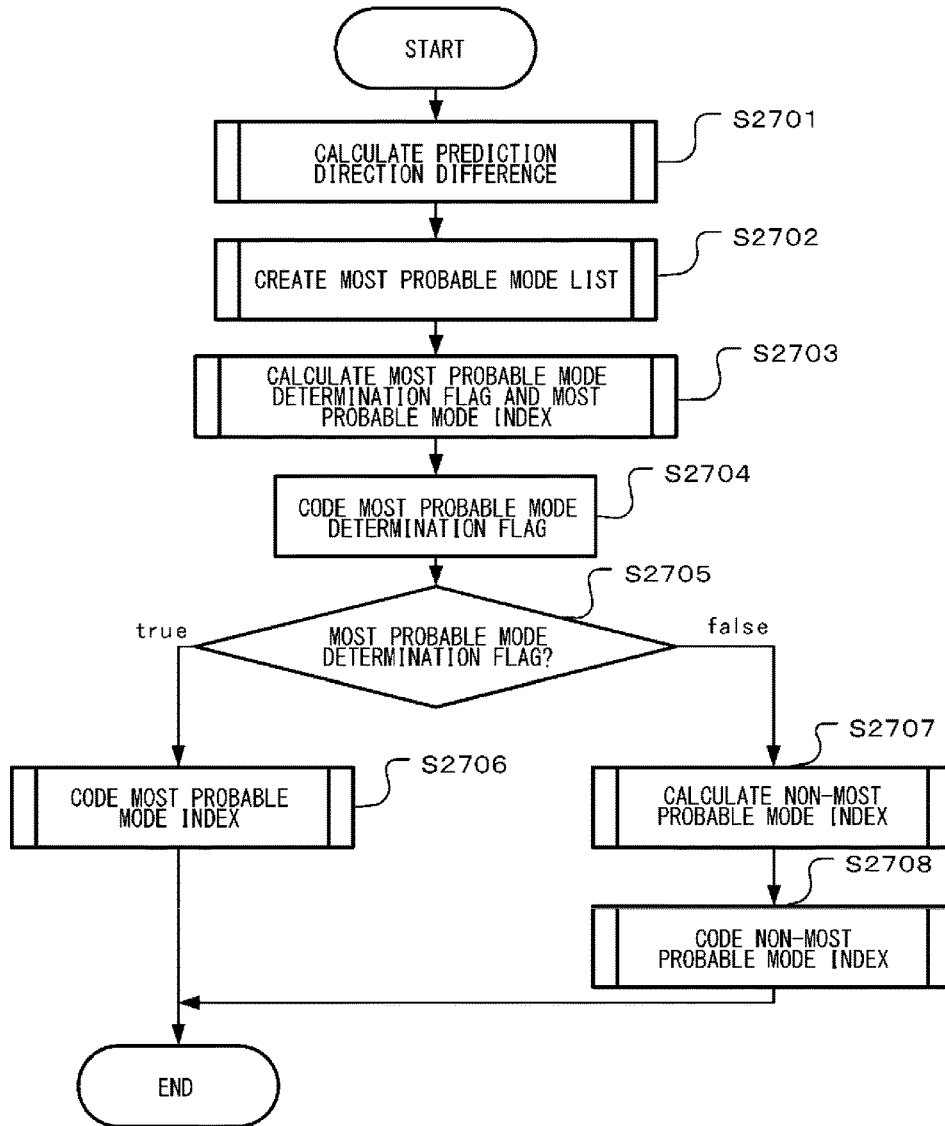 START
S2701
CALCULATE PREDICTION
DIRECTION DIFFERENCE
S2702
CREATE MOST PROBABLE MODE LIST
S2703
CALCULATE MOST PROBABLE MODE
DETERMINATION FLAG AND MOST
PROBABLE MODE INDEX
S2704
CODE MOST PROBABLE MODE
DETERMINATION FLAG
S2705
true
false
MOST PROBABLE MODE
DETERMINATION FLAG?
S2706
CODE MOST PROBABLE
MODE INDEX
S2707
CALCULATE NON-MOST
PROBABLE MODE INDEX
S2708
CODE NON-MOST
PROBABLE MODE INDEX
END